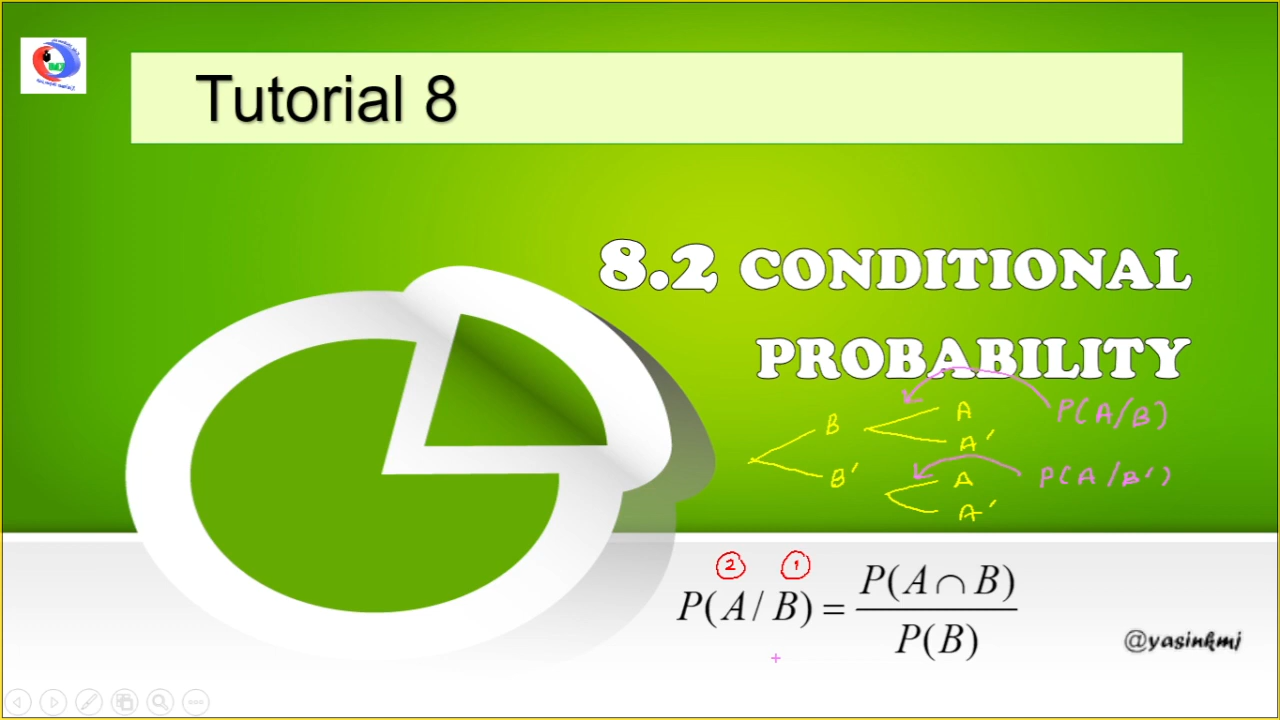 Tutorial 8
8.2 CONDITIONAL
PROBABILITY
B
A
A'
P(A/B)
B'
A
A'
P(A/B')
2 1
P(A/B) = P(A∩B)
P(B)
@yasinkmj